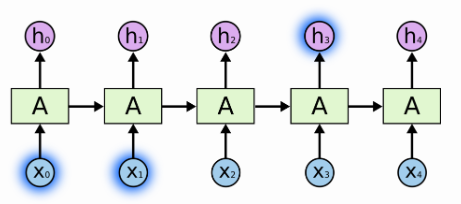 h₀ h₁ h₂ h₃ h₄
A A A A A
x₀ x₁ x₂ x₃ x₄